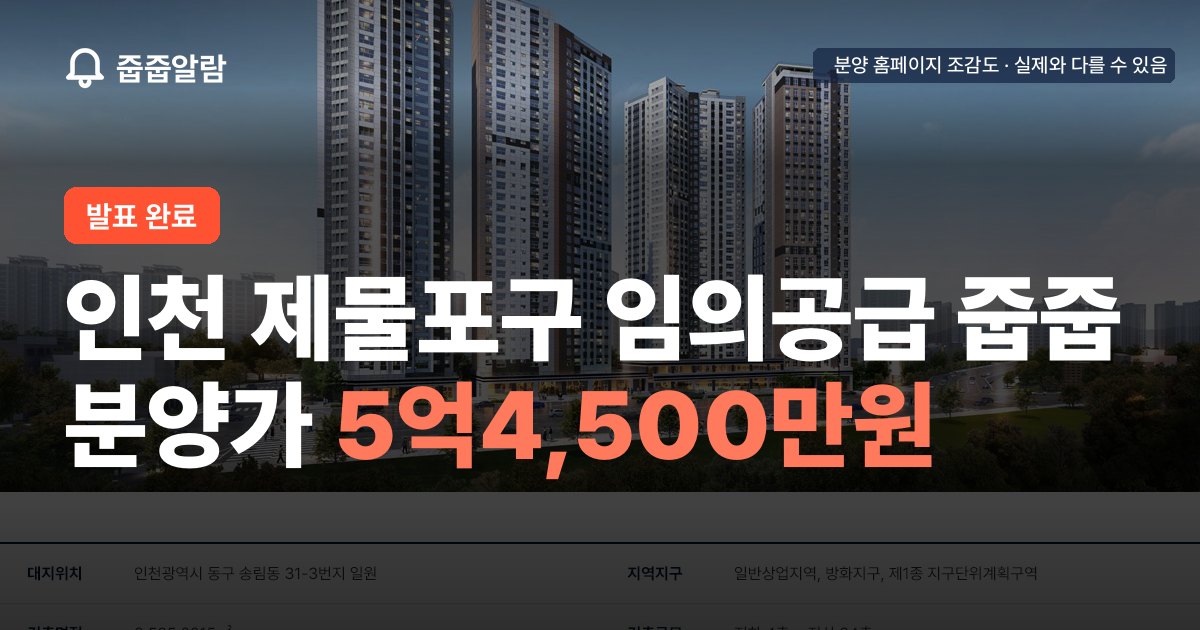 줍줍알람
분양 홈페이지 조감도 · 실제와 다를 수 있음
발표 완료
인천 제물포구 임의공급 줍줍
분양가 5억4,500만원
대지위치 인천광역시 동구 송림동 31-3번지 일원 지역지구 일반상업지역, 방화지구, 제1종 지구단위계획구역